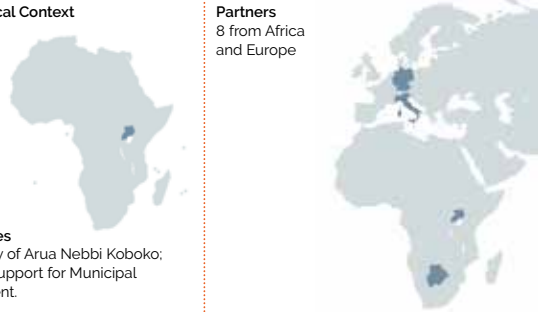 cal Context
es
y of Arua Nebbi Koboko;
upport for Municipal
nt.
Partners
8 from Africa
and Europe